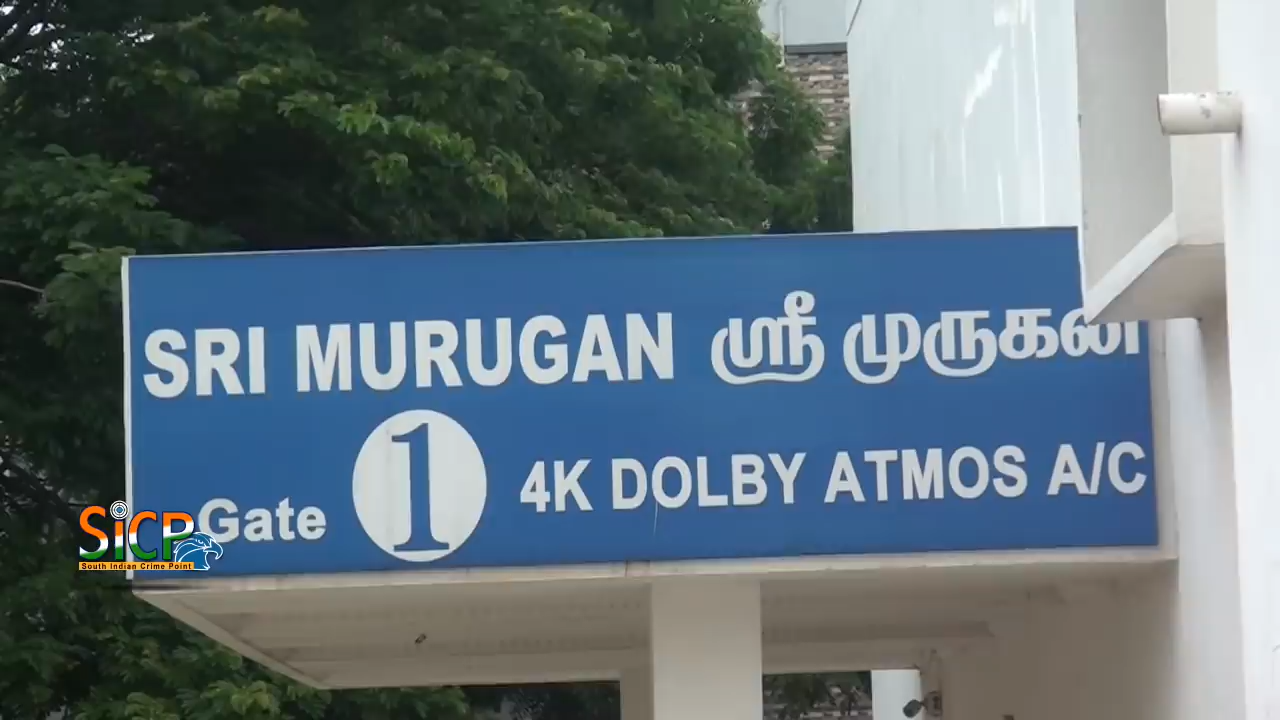 SRI MURUGAN ஸ்ரீ முருகன்
Gate 1 4K DOLBY ATMOS A/C
SiCP
South Indian Crime Point